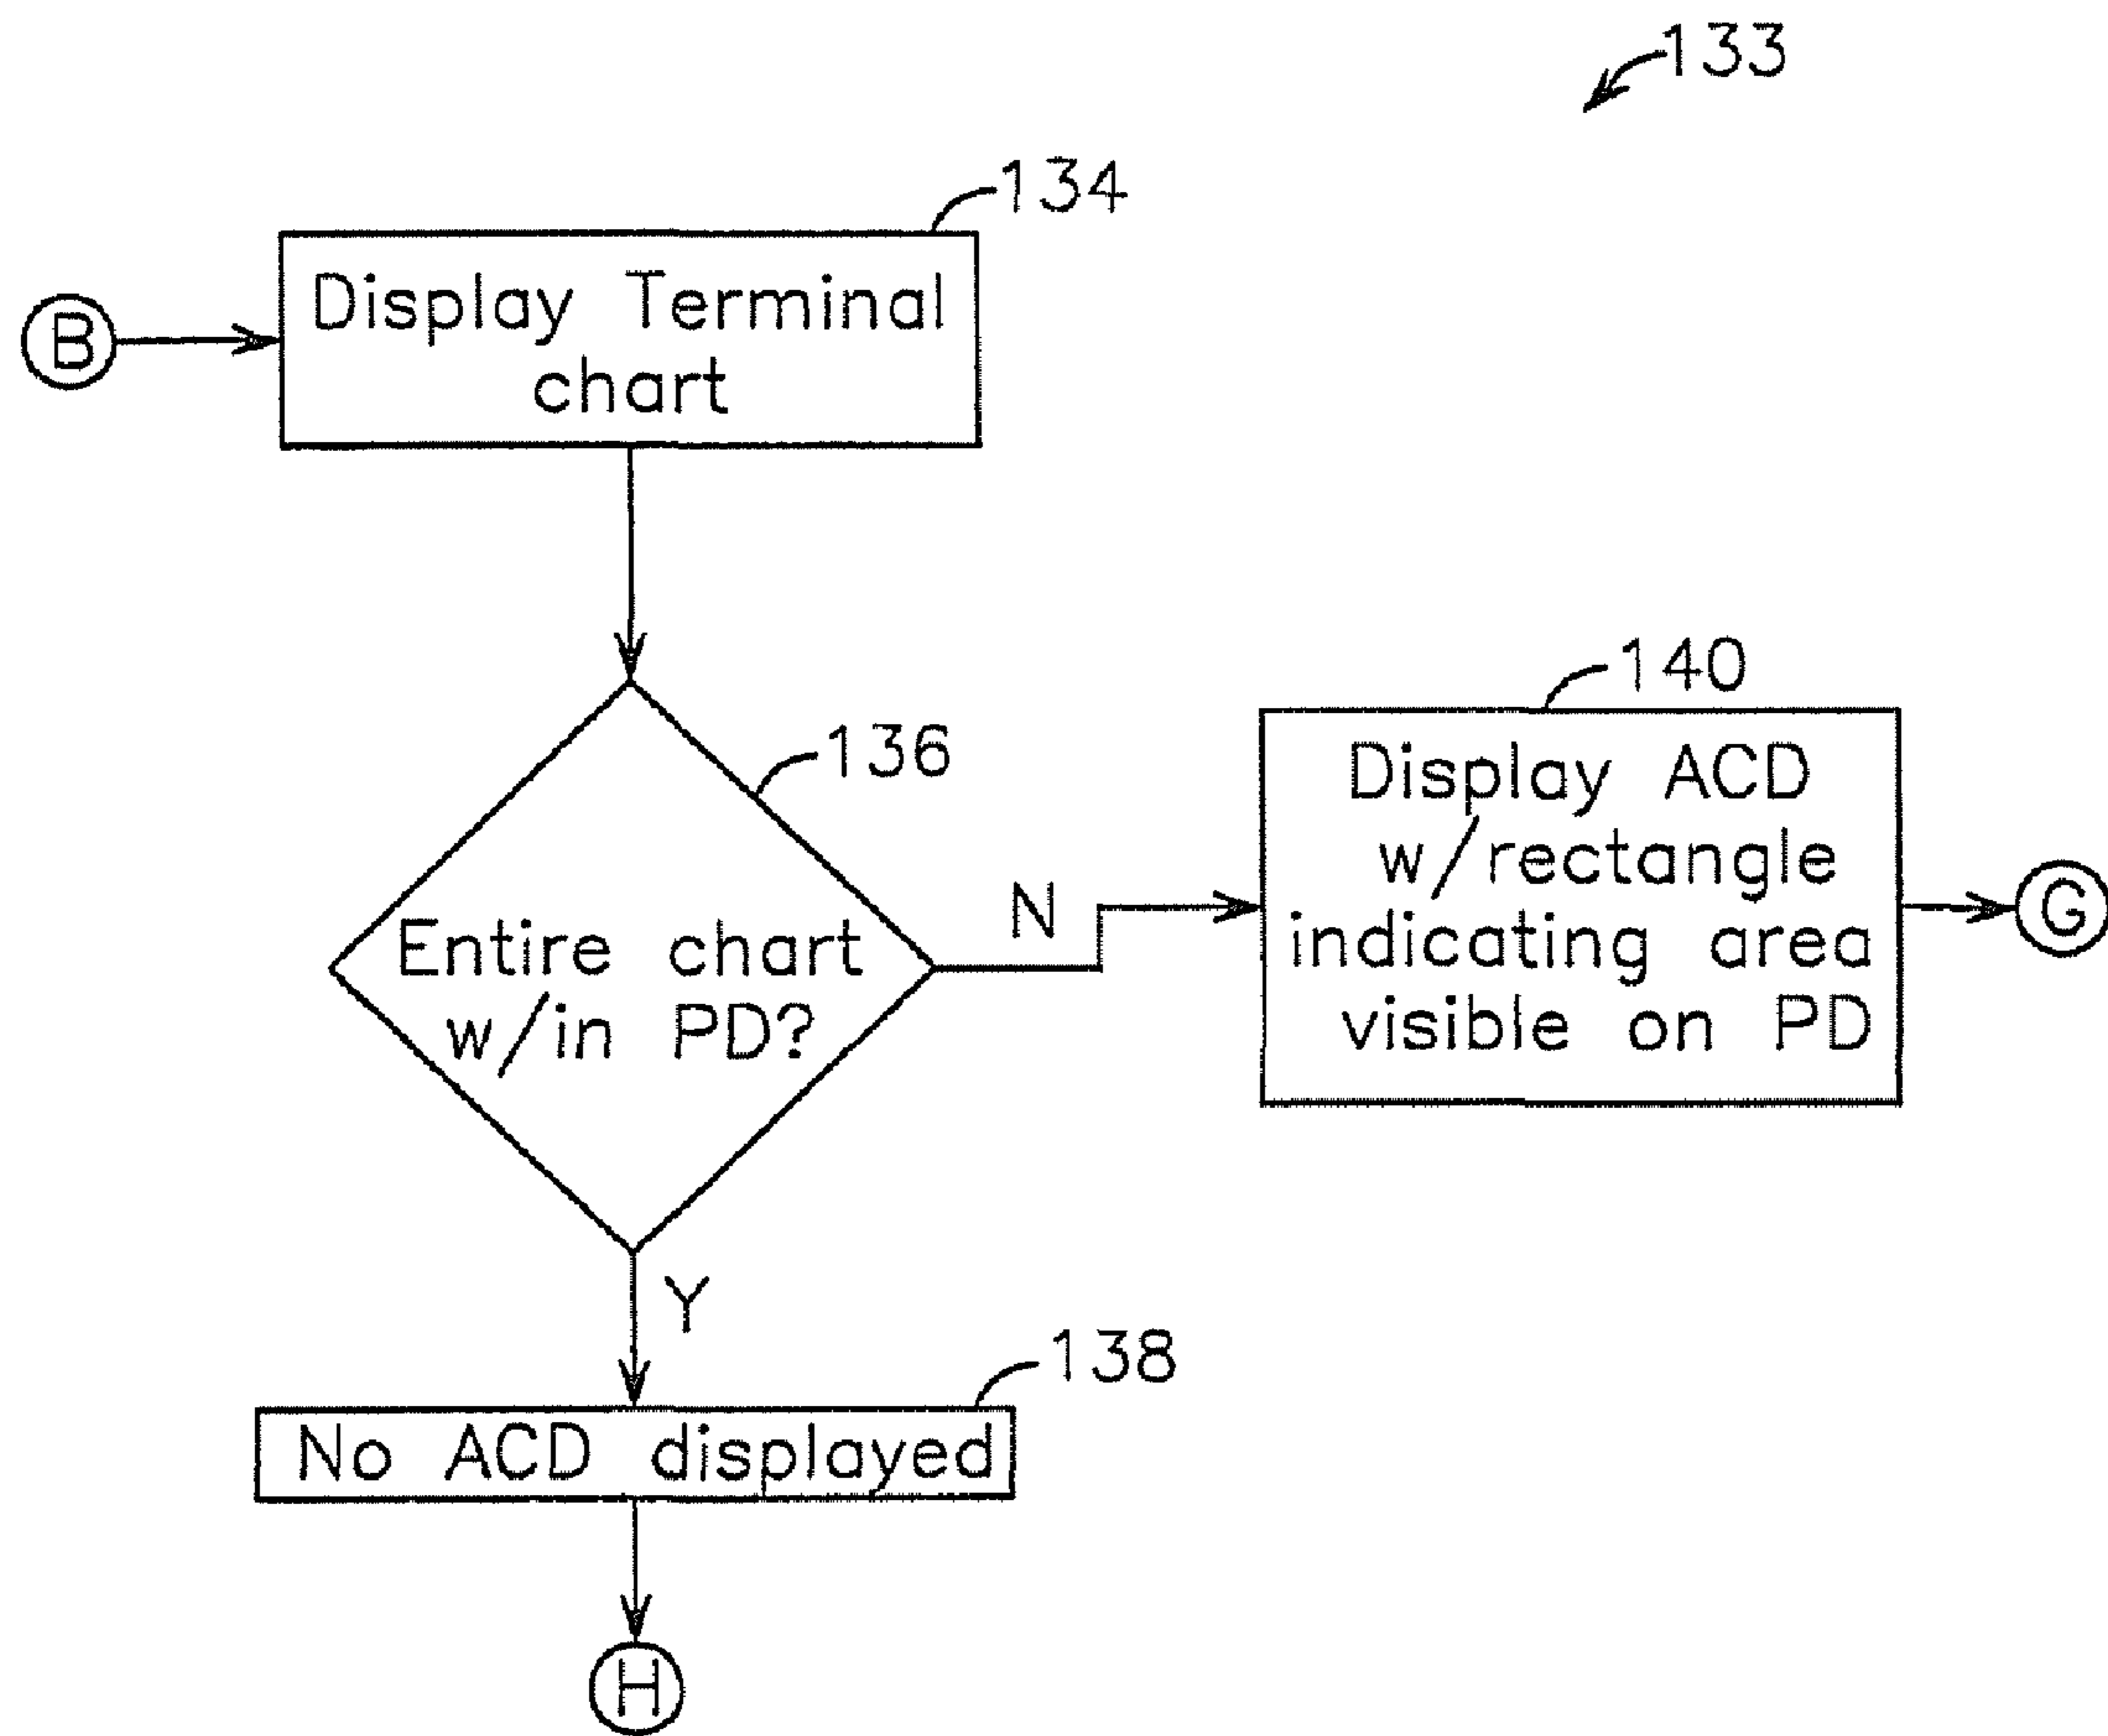 133
134
B
Display Terminal
chart
136
Entire chart
w/in PD?
N
140
Display ACD
w/rectangle
indicating area
visible on PD
G
Y
138
No ACD displayed
H